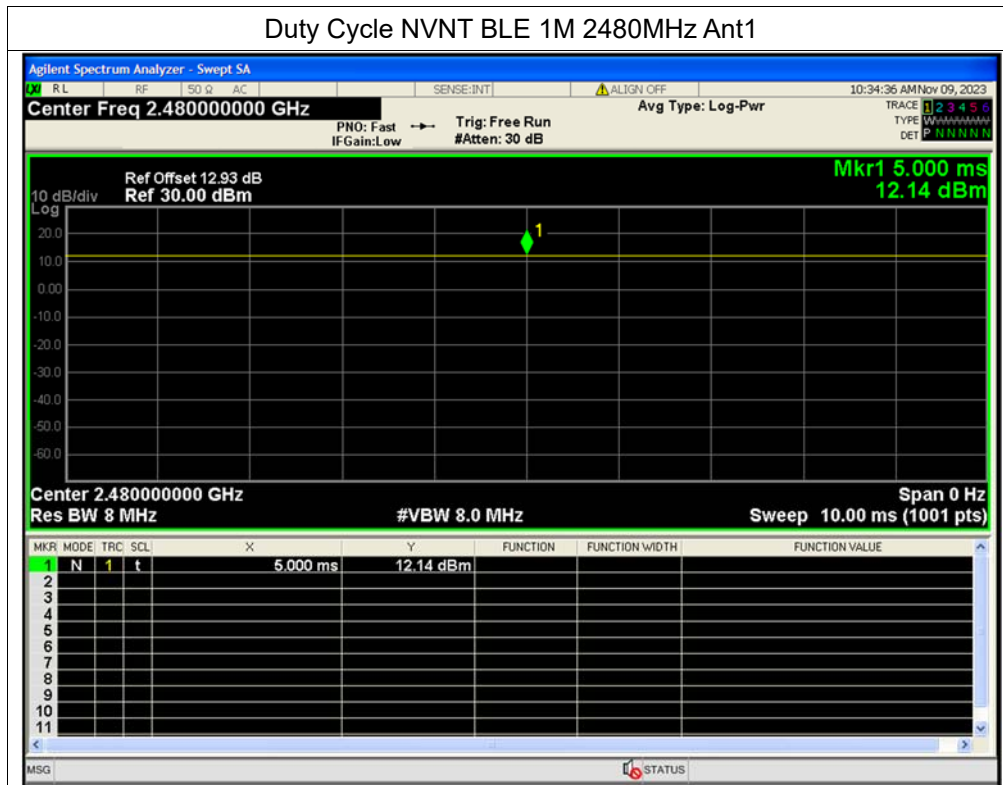 Duty Cycle NVNT BLE 1M 2480MHz Ant1
Agilent Spectrum Analyzer - Swept SA
LXI RL RF 50 Ω AC SENSE:INT ALIGN OFF 10:34:36 AM Nov 09, 2023
Center Freq 2.480000000 GHz Avg Type: Log-Pwr TRACE 1 2 3 4 5 6
PNO: Fast Trig: Free Run TYPE WWWWWW
IFGain:Low #Atten: 30 dB DET P N N N N N
Mkr1 5.000 ms
Ref Offset 12.93 dB
10 dB/div Ref 30.00 dBm 12.14 dBm
Log
20.0
1
10.0
0.00
-10.0
-20.0
-30.0
-40.0
-50.0
-60.0
Center 2.480000000 GHz Span 0 Hz
Res BW 8 MHz #VBW 8.0 MHz Sweep 10.00 ms (1001 pts)
MKR MODE TRC SCL X Y FUNCTION FUNCTION WIDTH FUNCTION VALUE
1 N 1 t 5.000 ms 12.14 dBm
2
3
4
5
6
7
8
9
10
11
MSG STATUS